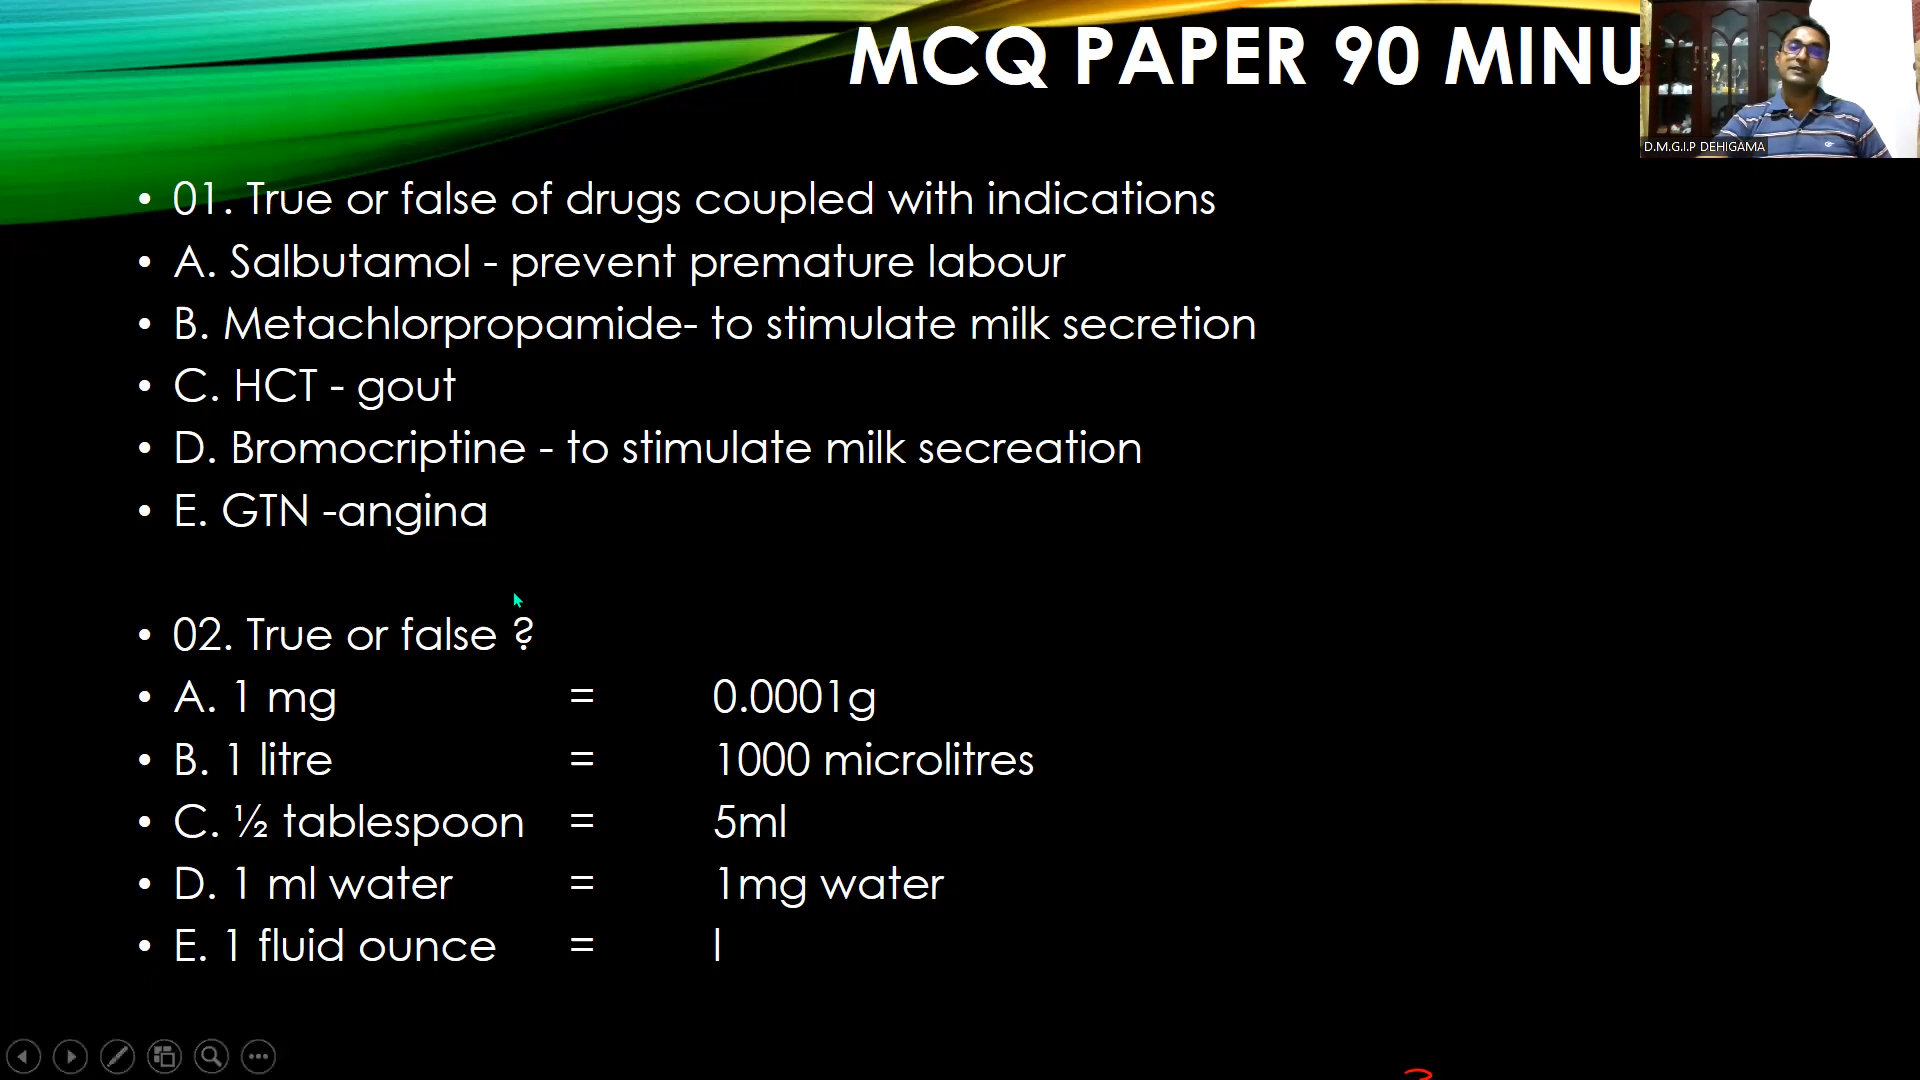 MCQ PAPER 90 MINU
D.M.G.I.P DEHIGAMA
• 01. True or false of drugs coupled with indications
• A. Salbutamol - prevent premature labour
• B. Metachlorpropamide- to stimulate milk secretion
• C. HCT - gout
• D. Bromocriptine - to stimulate milk secreation
• E. GTN -angina
• 02. True or false ?
• A. 1 mg = 0.0001g
• B. 1 litre = 1000 microlitres
• C. ½ tablespoon = 5ml
• D. 1 ml water = 1mg water
• E. 1 fluid ounce = l